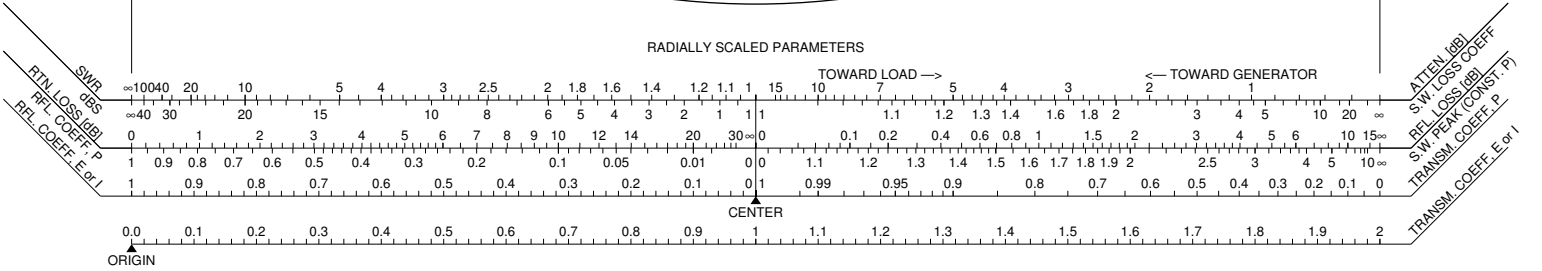 RADIALLY SCALED PARAMETERS
TOWARD LOAD —> <— TOWARD GENERATOR
SWR ∞ 100 40 20 10 5 4 3 2.5 2 1.8 1.6 1.4 1.2 1.1 1 15 10 7 5 4 3 2 1 ATTEN. [dB]
dBS ∞ 40 30 20 15 10 8 6 5 4 3 2 1 1 1 1.1 1.2 1.3 1.4 1.6 1.8 2 3 4 5 10 20 ∞ S.W. LOSS COEFF
RTN. LOSS [dB] 0 1 2 3 4 5 6 7 8 9 10 12 14 20 30 ∞ 0 0.1 0.2 0.4 0.6 0.8 1 1.5 2 3 4 5 6 10 15 ∞ RFL. LOSS [dB]
RFL. COEFF, P 1 0.9 0.8 0.7 0.6 0.5 0.4 0.3 0.2 0.1 0.05 0.01 0 0 1.1 1.2 1.3 1.4 1.5 1.6 1.7 1.8 1.9 2 2.5 3 4 5 10 ∞ S.W. PEAK (CONST. P)
RFL. COEFF, E or I 1 0.9 0.8 0.7 0.6 0.5 0.4 0.3 0.2 0.1 0 1 0.99 0.95 0.9 0.8 0.7 0.6 0.5 0.4 0.3 0.2 0.1 0 TRANSM. COEFF, P
CENTER
0.0 0.1 0.2 0.3 0.4 0.5 0.6 0.7 0.8 0.9 1 1.1 1.2 1.3 1.4 1.5 1.6 1.7 1.8 1.9 2 TRANSM. COEFF, E or I
ORIGIN